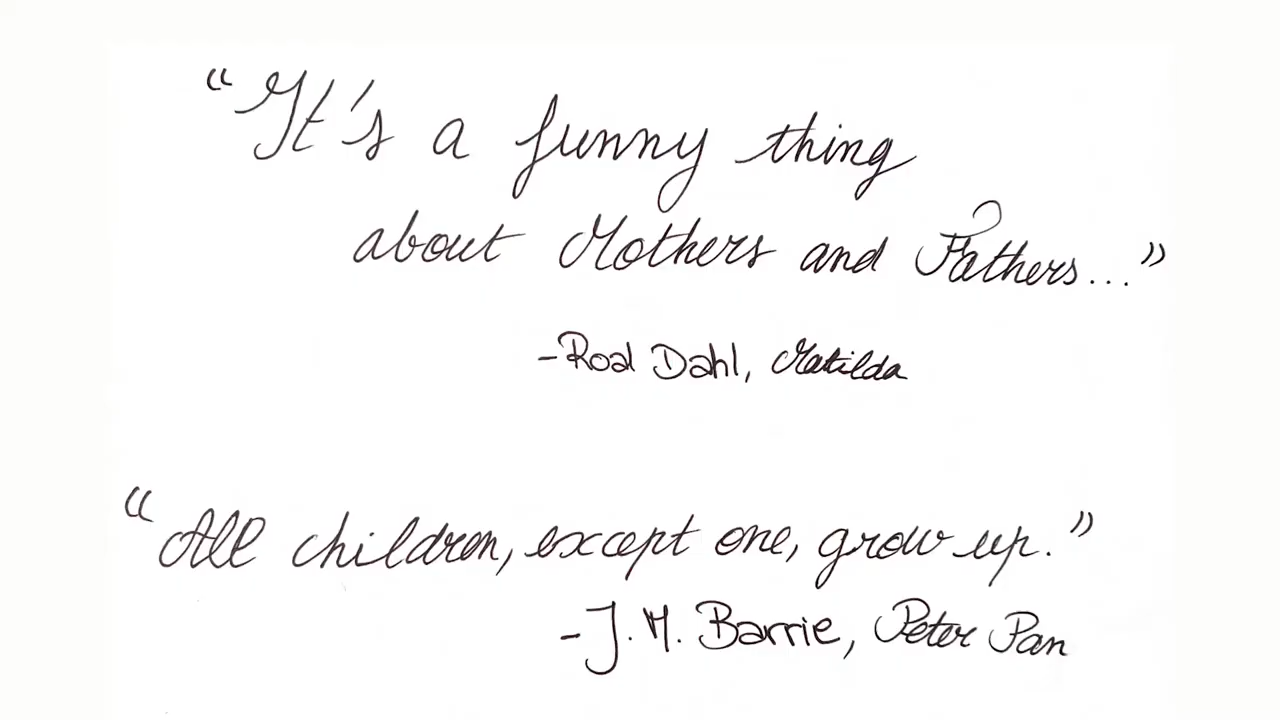 “It's a funny thing
about Mothers and Fathers...”
-Roal Dahl, Matilda
“All children, except one, grow up.”
-J. M. Barrie, Peter Pan